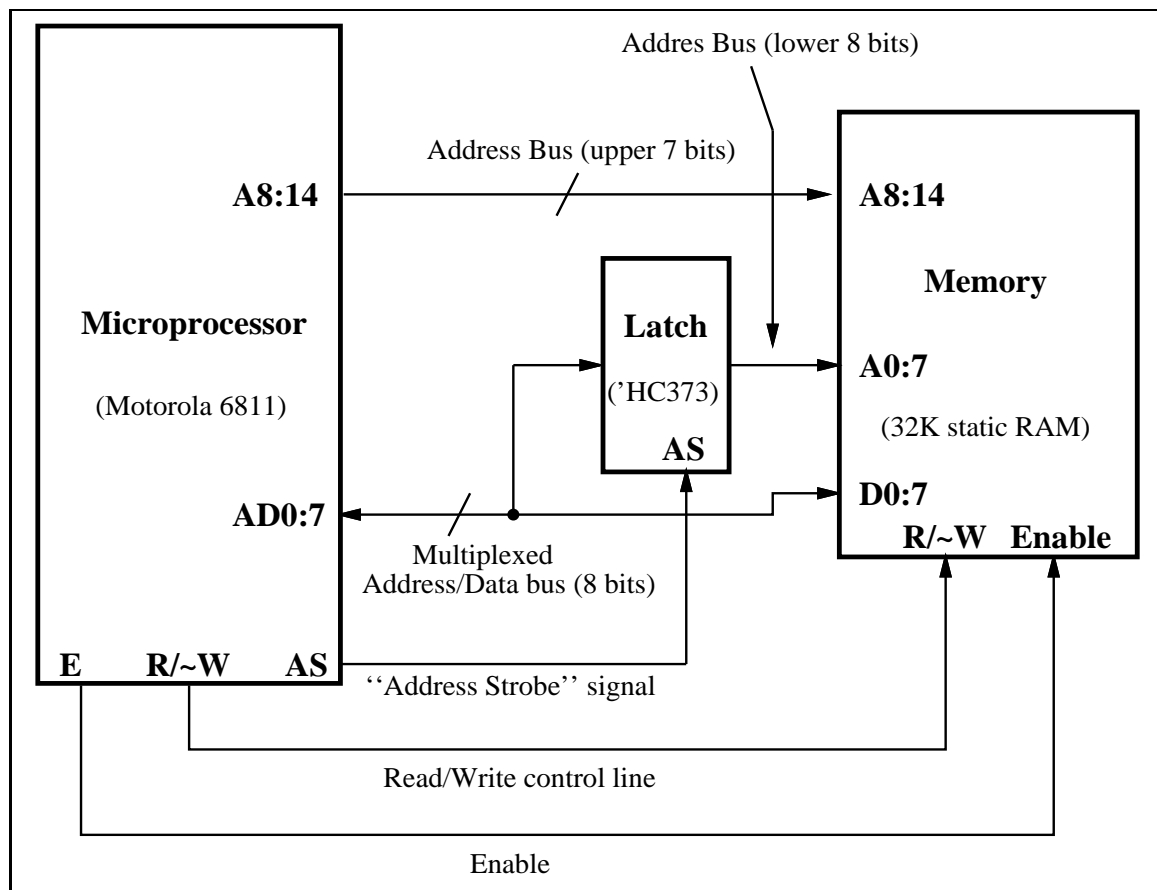 Addres Bus (lower 8 bits)
Address Bus (upper 7 bits)
A8:14
A8:14
Memory
Microprocessor
Latch
(Motorola 6811)
('HC373)
A0:7
(32K static RAM)
AS
D0:7
AD0:7
R/~W Enable
Multiplexed
Address/Data bus (8 bits)
E R/~W AS
‘‘Address Strobe’’ signal
Read/Write control line
Enable